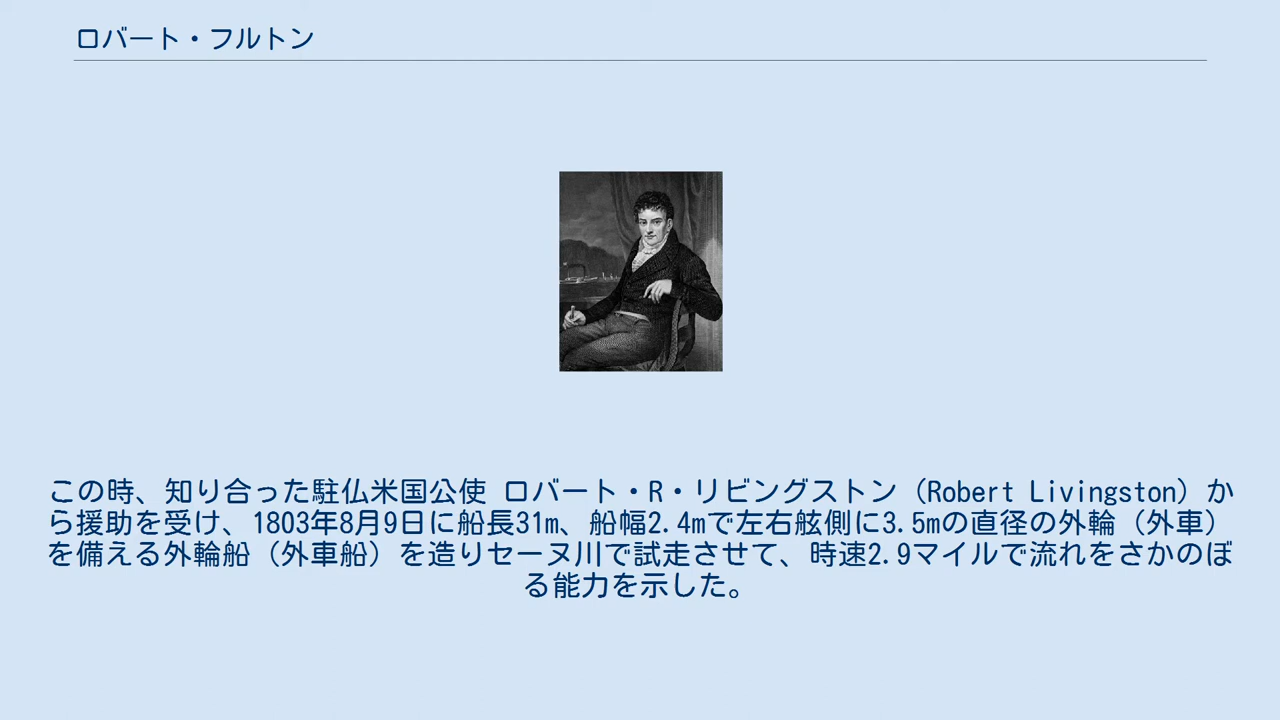 ロバート・フルトン
この時、知り合った駐仏米国公使 ロバート・R・リビングストン（Robert Livingston）か
ら援助を受け、1803年8月9日に船長31m、船幅2.4mで左右舷側に3.5mの直径の外輪（外車）
を備える外輪船（外車船）を造りセーヌ川で試走させて、時速2.9マイルで流れをさかのぼ
る能力を示した。